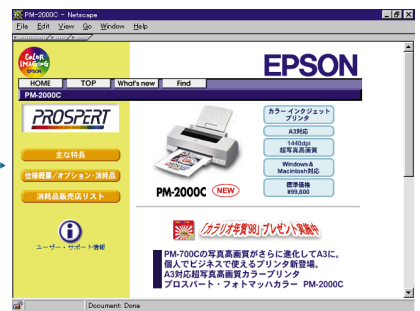 PM-2000C - Netscape
File Edit View Go Window Help
Color
IMAGING
EPSON
EPSON
HOME TOP What's new Find
PM-2000C
PROSPERT
カラーインクジェット
プリンタ
A3対応
1440dpi
超写真高画質
Windows &
Macintosh対応
標準価格
¥99,800
主な特長
仕様概要/オプション・消耗品
消耗品販売店リスト
PM-2000C NEW
ユーザー・サポート情報
「カラリオ年賀'98」プレゼント実施中
PM-700Cの写真高画質がさらに進化してA3に。
個人でビジネスで使えるプリンタ新登場。
A3対応超写真高画質カラープリンタ
プロスパート・フォトマッハカラー PM-2000C
Document: Done